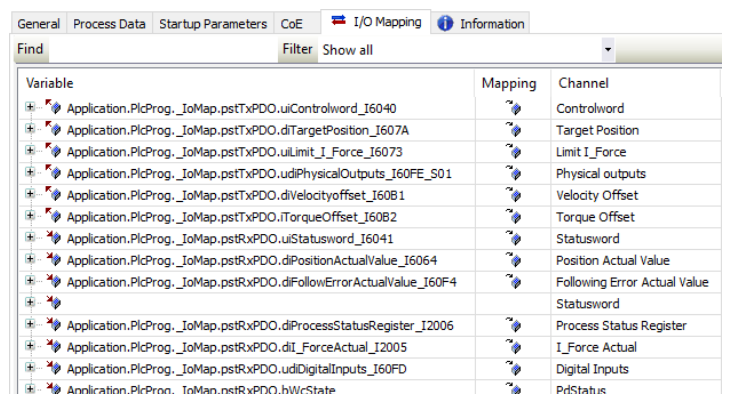 General Process Data Startup Parameters CoE I/O Mapping Information
Find Filter Show all
Variable Mapping Channel
Application.PlcProg._IoMap.pstTxPDO.uiControlword_I6040 Controlword
Application.PlcProg._IoMap.pstTxPDO.diTargetPosition_I607A Target Position
Application.PlcProg._IoMap.pstTxPDO.uiLimit_I_Force_I6073 Limit I_Force
Application.PlcProg._IoMap.pstTxPDO.udiPhysicalOutputs_I60FE_S01 Physical outputs
Application.PlcProg._IoMap.pstTxPDO.diVelocityoffset_I60B1 Velocity Offset
Application.PlcProg._IoMap.pstTxPDO.iTorqueOffset_I60B2 Torque Offset
Application.PlcProg._IoMap.pstRxPDO.uiStatusword_I6041 Statusword
Application.PlcProg._IoMap.pstRxPDO.diPositionActualValue_I6064 Position Actual Value
Application.PlcProg._IoMap.pstRxPDO.diFollowErrorActualValue_I60F4 Following Error Actual Value
Statusword
Application.PlcProg._IoMap.pstRxPDO.diProcessStatusRegister_I2006 Process Status Register
Application.PlcProg._IoMap.pstRxPDO.diI_ForceActual_I2005 I_Force Actual
Application.PlcProg._IoMap.pstRxPDO.udiDigitalInputs_I60FD Digital Inputs
Application.PlcProg._IoMap.pstRxPDO.bWcState PdStatus